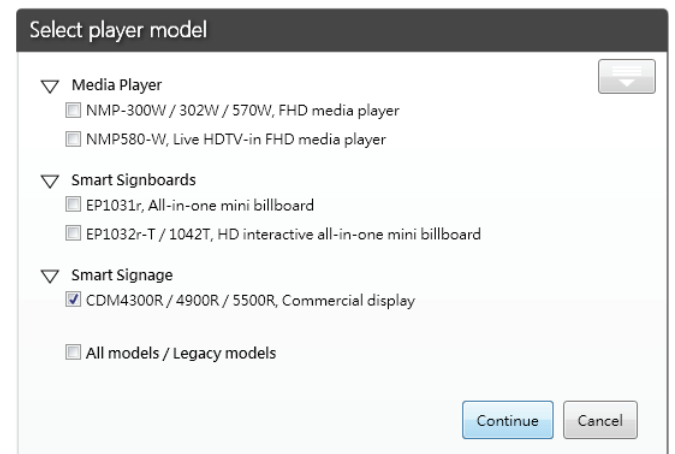 Select player model
Media Player
NMP-300W / 302W / 570W, FHD media player
NMP580-W, Live HDTV-in FHD media player
Smart Signboards
EP1031r, All-in-one mini billboard
EP1032r-T / 1042T, HD interactive all-in-one mini billboard
Smart Signage
CDM4300R / 4900R / 5500R, Commercial display
All models / Legacy models
Continue Cancel